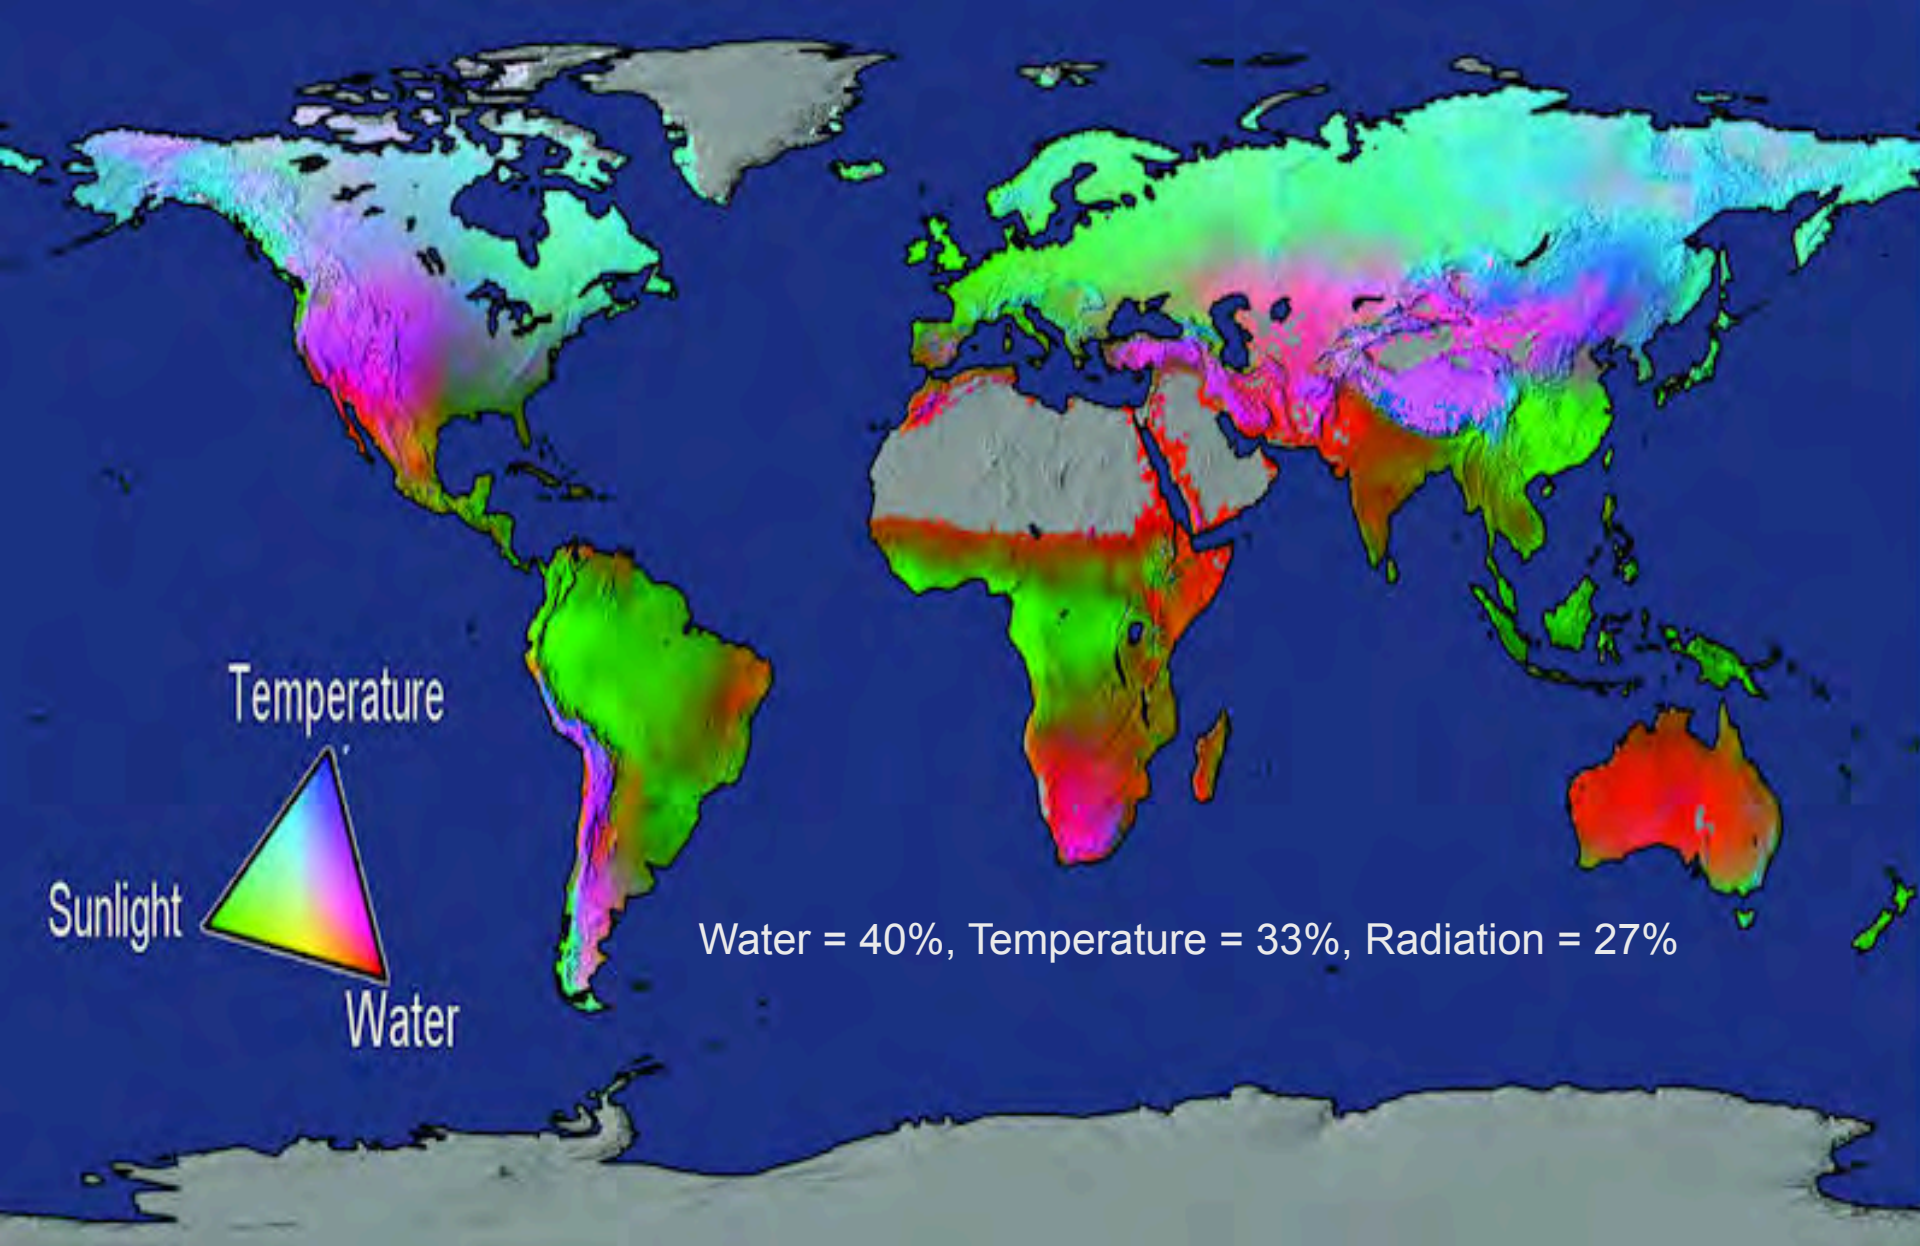 Temperature
Sunlight
Water = 40%, Temperature = 33%, Radiation = 27%
Water